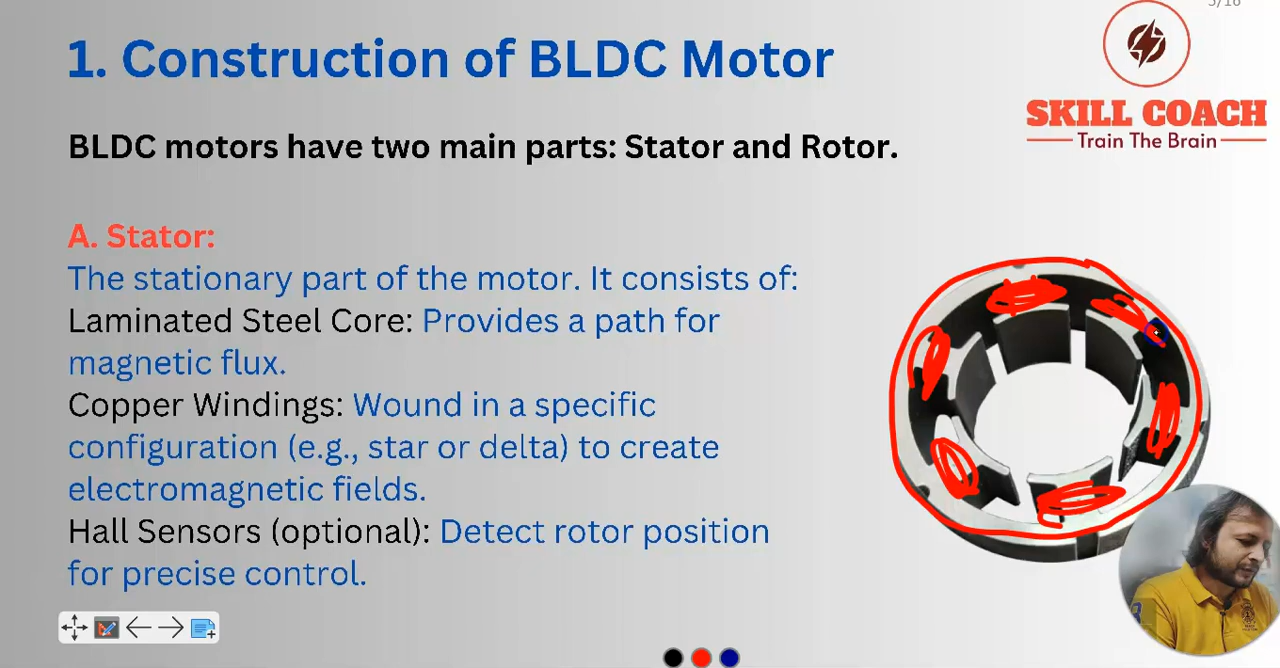 5/16
1. Construction of BLDC Motor
SKILL COACH
Train The Brain
BLDC motors have two main parts: Stator and Rotor.
A. Stator:
The stationary part of the motor. It consists of:
Laminated Steel Core: Provides a path for
magnetic flux.
Copper Windings: Wound in a specific
configuration (e.g., star or delta) to create
electromagnetic fields.
Hall Sensors (optional): Detect rotor position
for precise control.